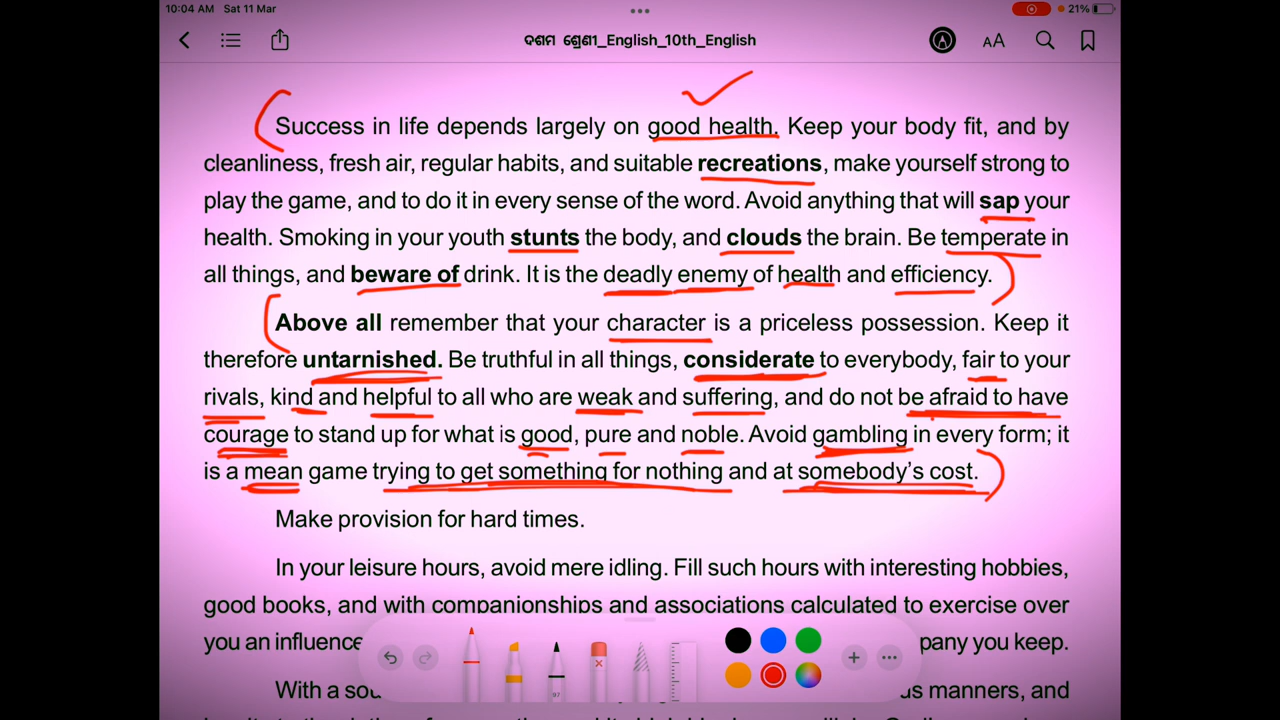 10:04 AM Sat 11 Mar
21%
ଦଶମ ଶ୍ରେଣୀ_English_10th_English
AA
Success in life depends largely on good health. Keep your body fit, and by
cleanliness, fresh air, regular habits, and suitable recreations, make yourself strong to
play the game, and to do it in every sense of the word. Avoid anything that will sap your
health. Smoking in your youth stunts the body, and clouds the brain. Be temperate in
all things, and beware of drink. It is the deadly enemy of health and efficiency.
Above all remember that your character is a priceless possession. Keep it
therefore untarnished. Be truthful in all things, considerate to everybody, fair to your
rivals, kind and helpful to all who are weak and suffering, and do not be afraid to have
courage to stand up for what is good, pure and noble. Avoid gambling in every form; it
is a mean game trying to get something for nothing and at somebody's cost.
Make provision for hard times.
In your leisure hours, avoid mere idling. Fill such hours with interesting hobbies,
good books, and with companionships and associations calculated to exercise over
you an influence pany you keep.
With a sou us manners, and
97